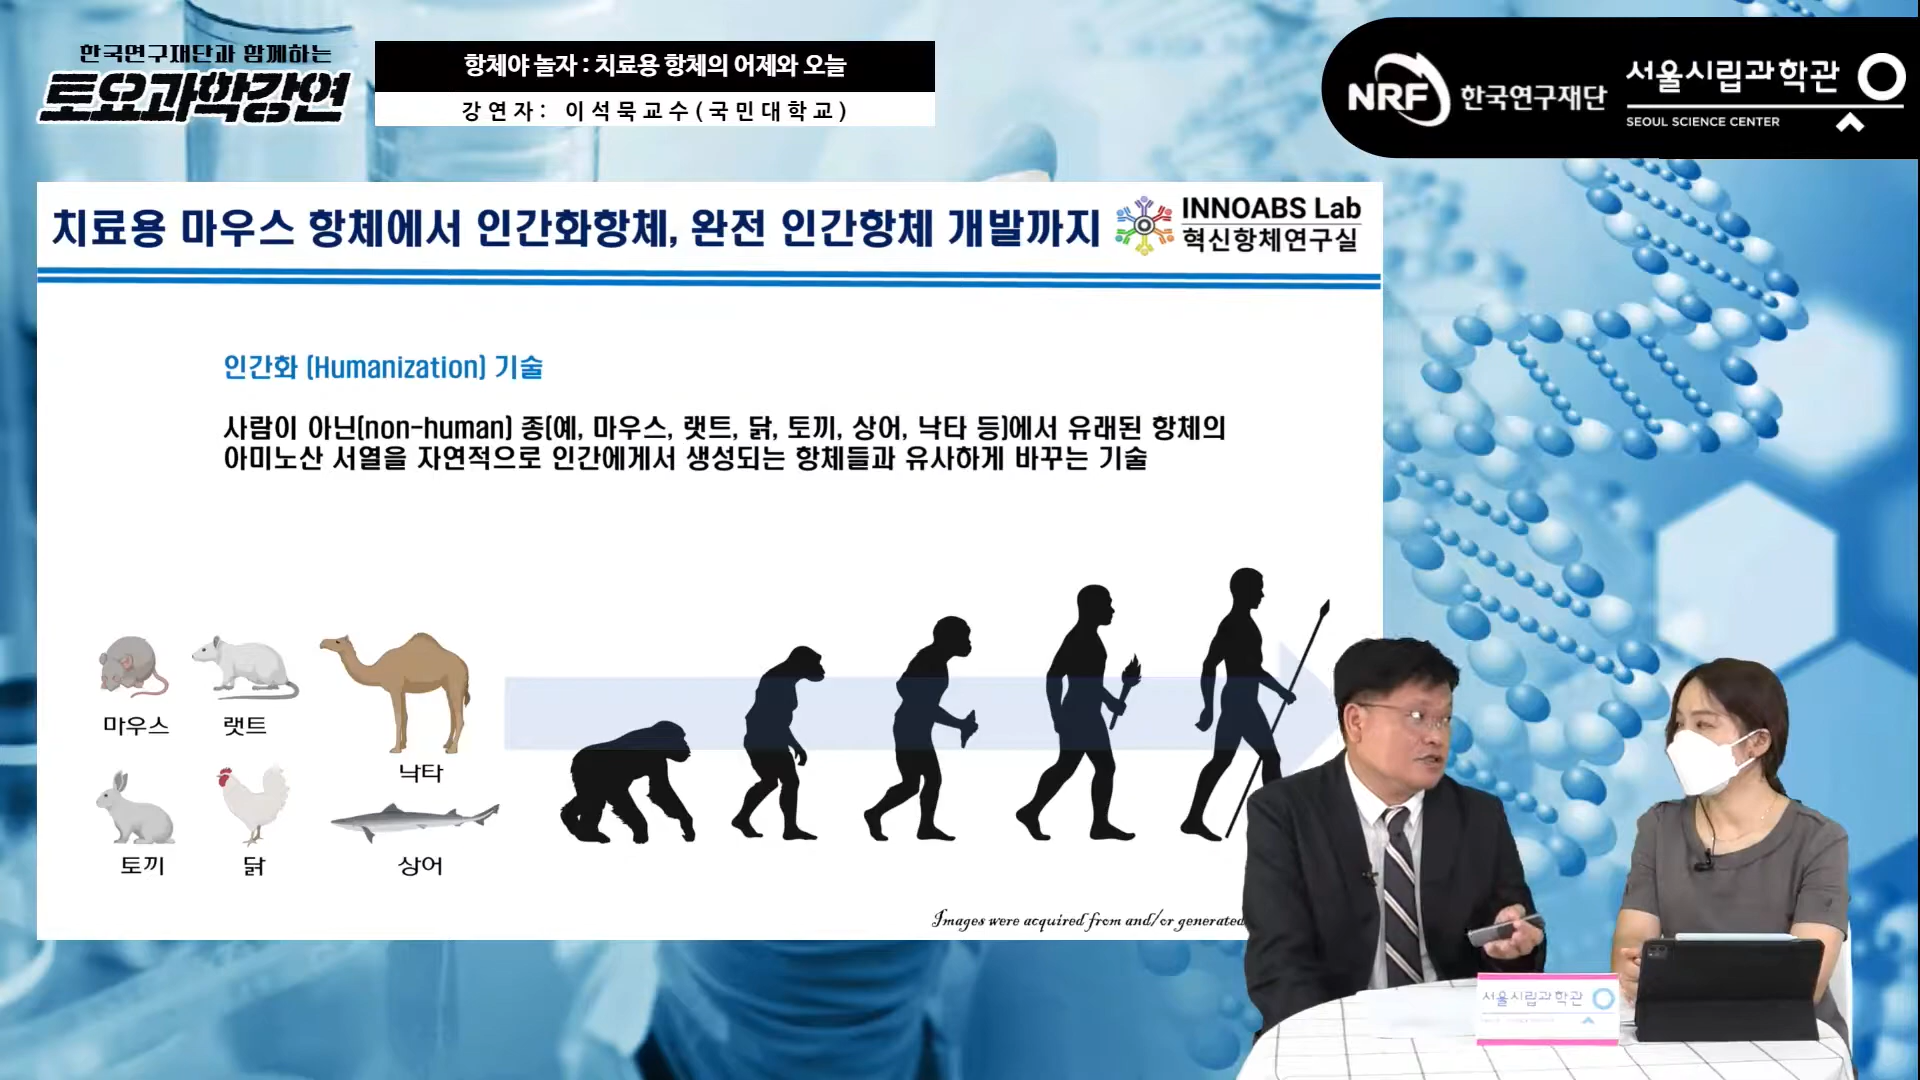 한국연구재단과 함께하는
토요과학강연
항체야 놀자 : 치료용 항체의 어제와 오늘
강연자: 이석묵교수(국민대학교)
NRF 한국연구재단
서울시립과학관
SEOUL SCIENCE CENTER
치료용 마우스 항체에서 인간화항체, 완전 인간항체 개발까지
INNOABS Lab
혁신항체연구실
인간화 (Humanization) 기술
사람이 아닌(non-human) 종(예, 마우스, 랫트, 닭, 토끼, 상어, 낙타 등)에서 유래된 항체의
아미노산 서열을 자연적으로 인간에게서 생성되는 항체들과 유사하게 바꾸는 기술
마우스
랫트
낙타
토끼
닭
상어
Images were acquired from and/or generated
서울시립과학관